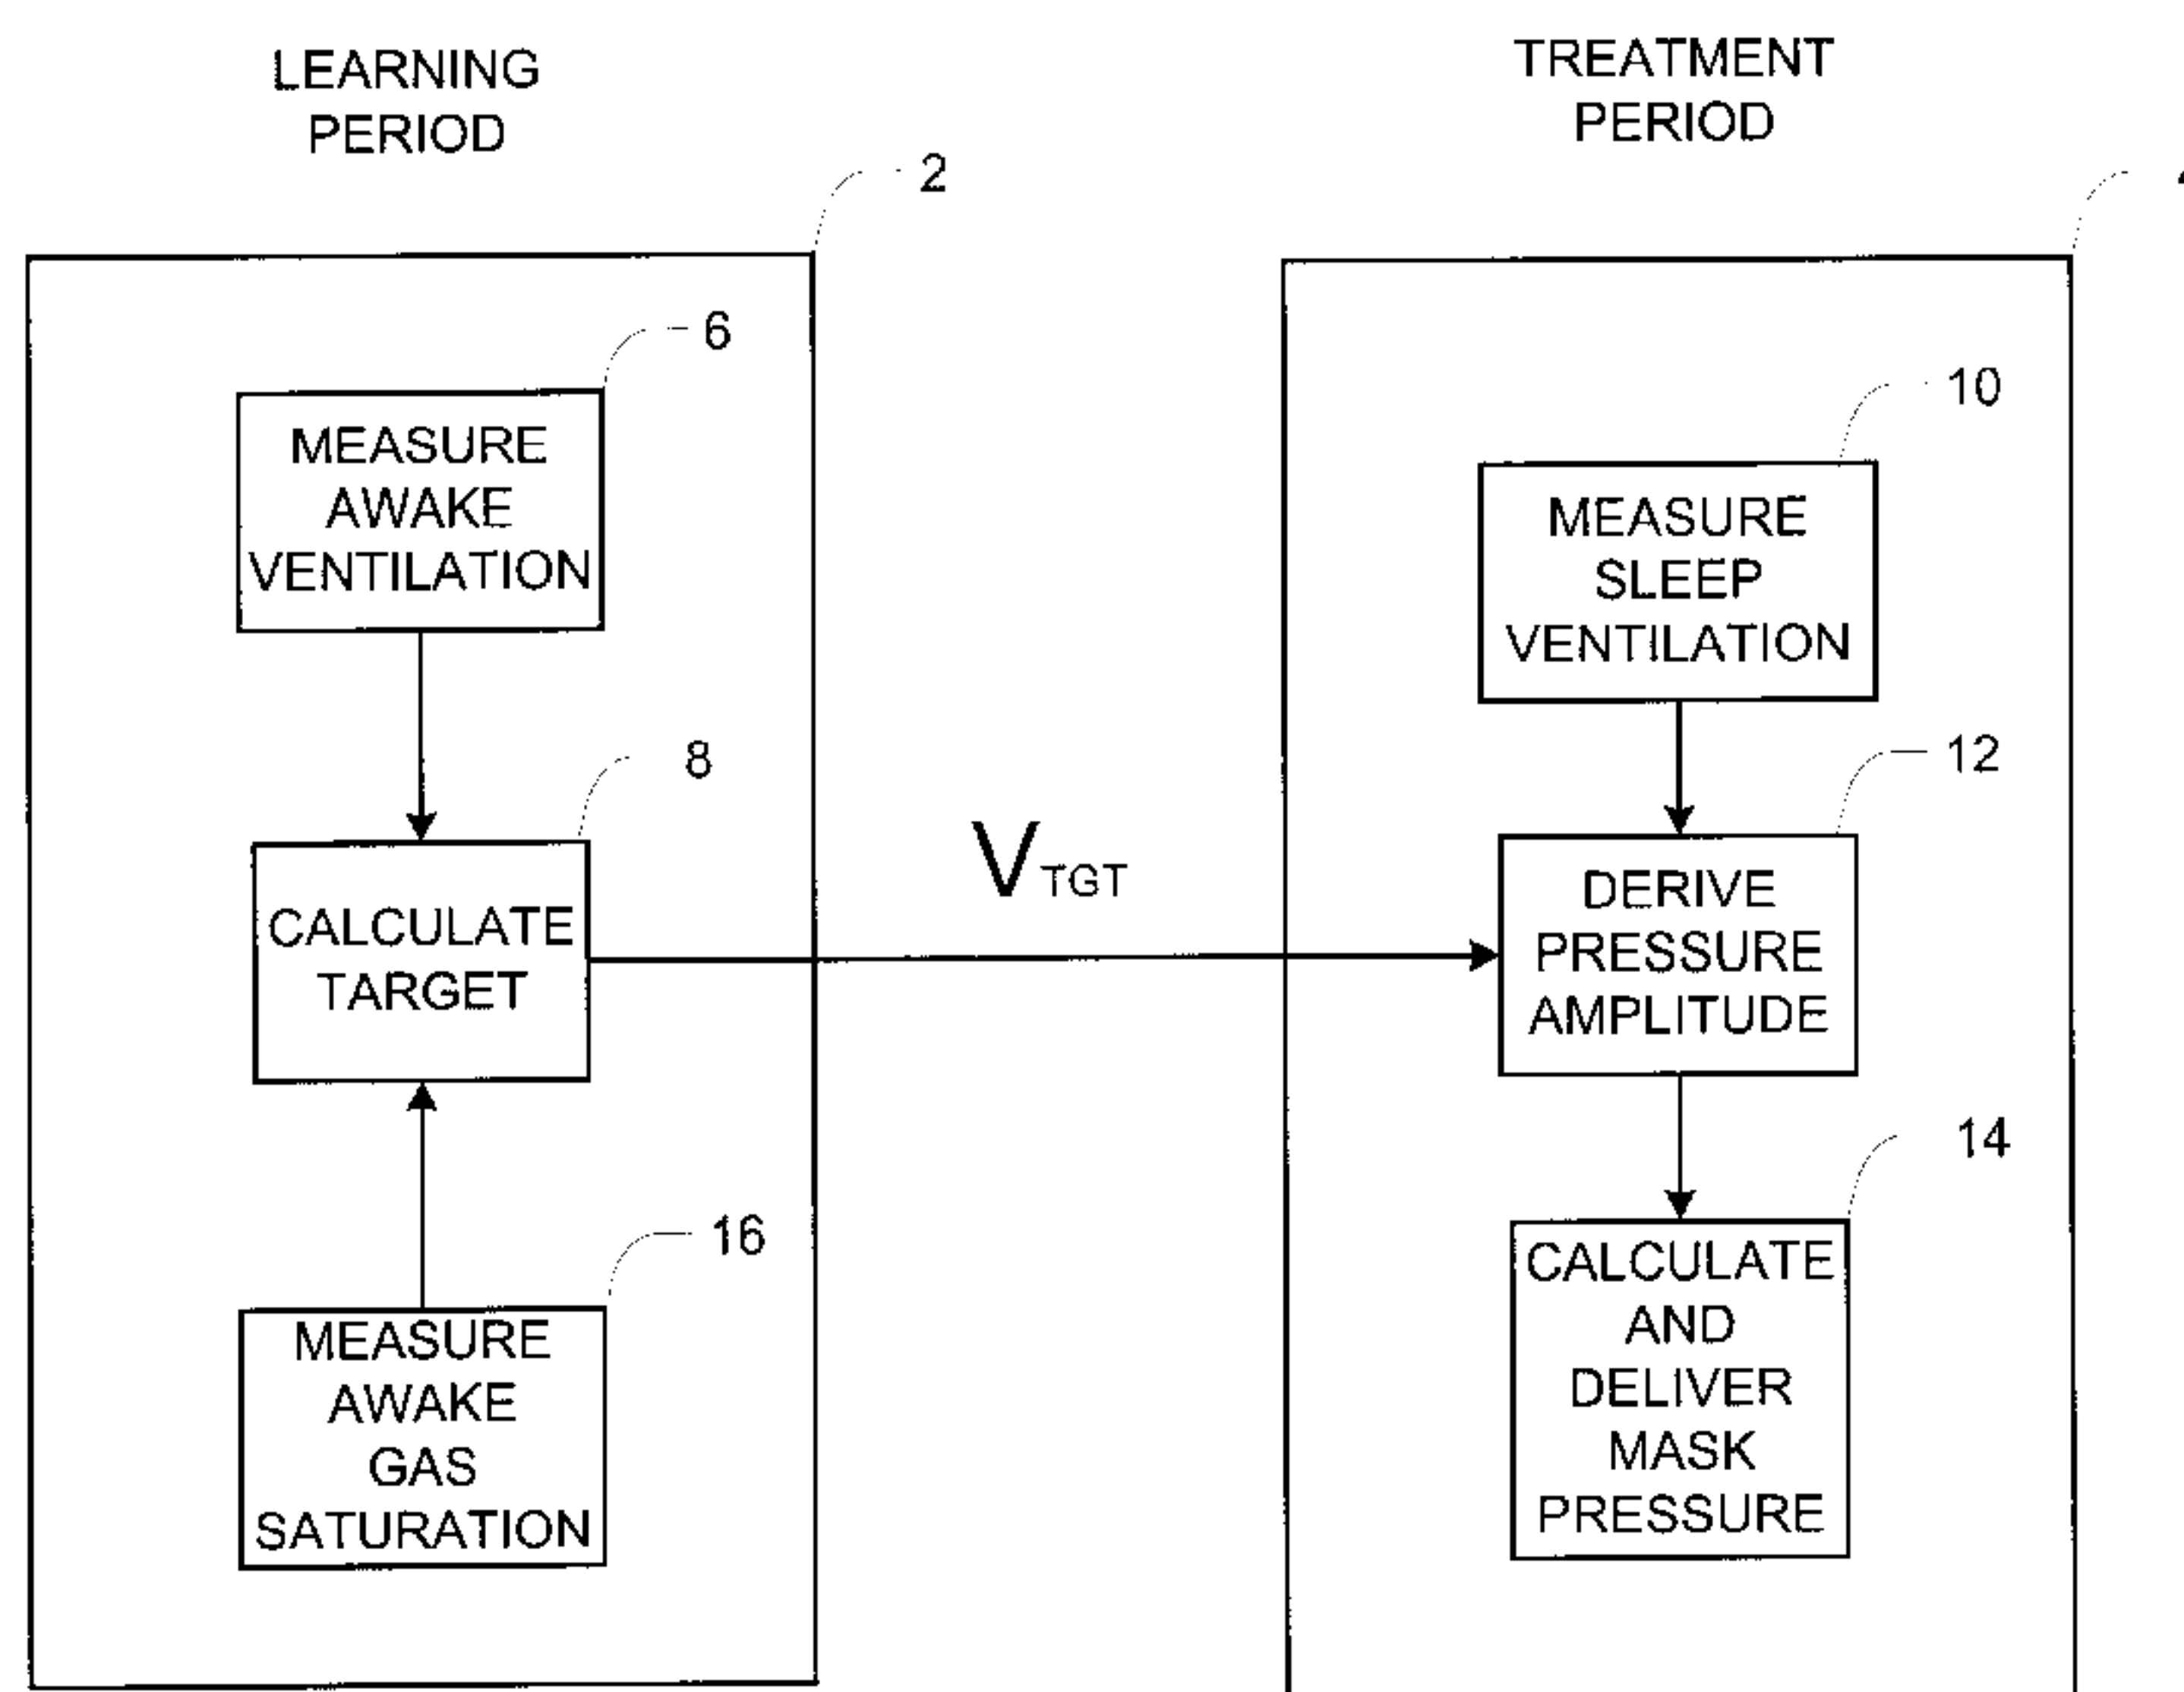 LEARNING
PERIOD
2
6
MEASURE
AWAKE
VENTILATION
8
CALCULATE
TARGET
16
MEASURE
AWAKE
GAS
SATURATION
VTGT
TREATMENT
PERIOD
10
MEASURE
SLEEP
VENTILATION
12
DERIVE
PRESSURE
AMPLITUDE
14
CALCULATE
AND
DELIVER
MASK
PRESSURE